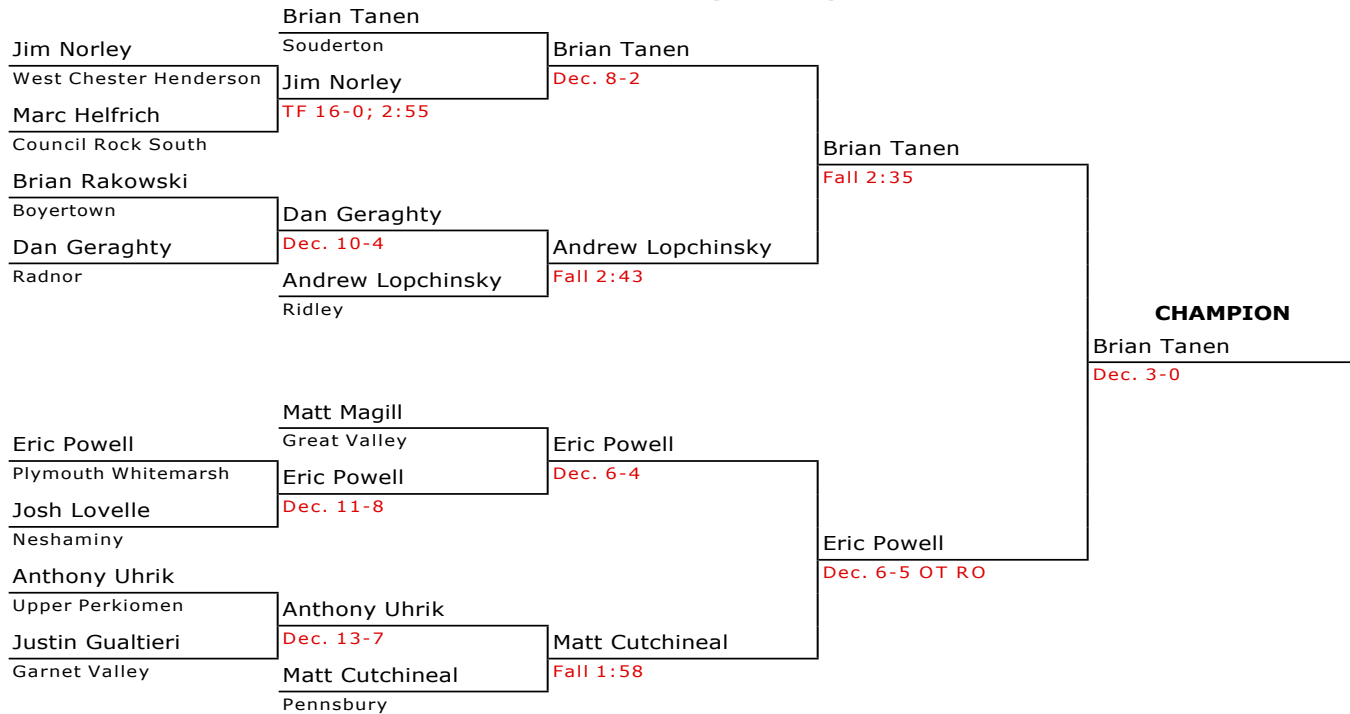 Brian Tanen
Souderton
Jim Norley
West Chester Henderson
Marc Helfrich
Council Rock South
Jim Norley
TF 16-0; 2:55
Brian Tanen
Dec. 8-2
Brian Rakowski
Boyertown
Dan Geraghty
Radnor
Dan Geraghty
Dec. 10-4
Andrew Lopchinsky
Ridley
Andrew Lopchinsky
Fall 2:43
Brian Tanen
Fall 2:35
CHAMPION
Brian Tanen
Dec. 3-0
Matt Magill
Great Valley
Eric Powell
Plymouth Whitemarsh
Josh Lovelle
Neshaminy
Eric Powell
Dec. 11-8
Eric Powell
Dec. 6-4
Anthony Uhrik
Upper Perkiomen
Justin Gualtieri
Garnet Valley
Anthony Uhrik
Dec. 13-7
Matt Cutchineal
Pennsbury
Matt Cutchineal
Fall 1:58
Eric Powell
Dec. 6-5 OT RO